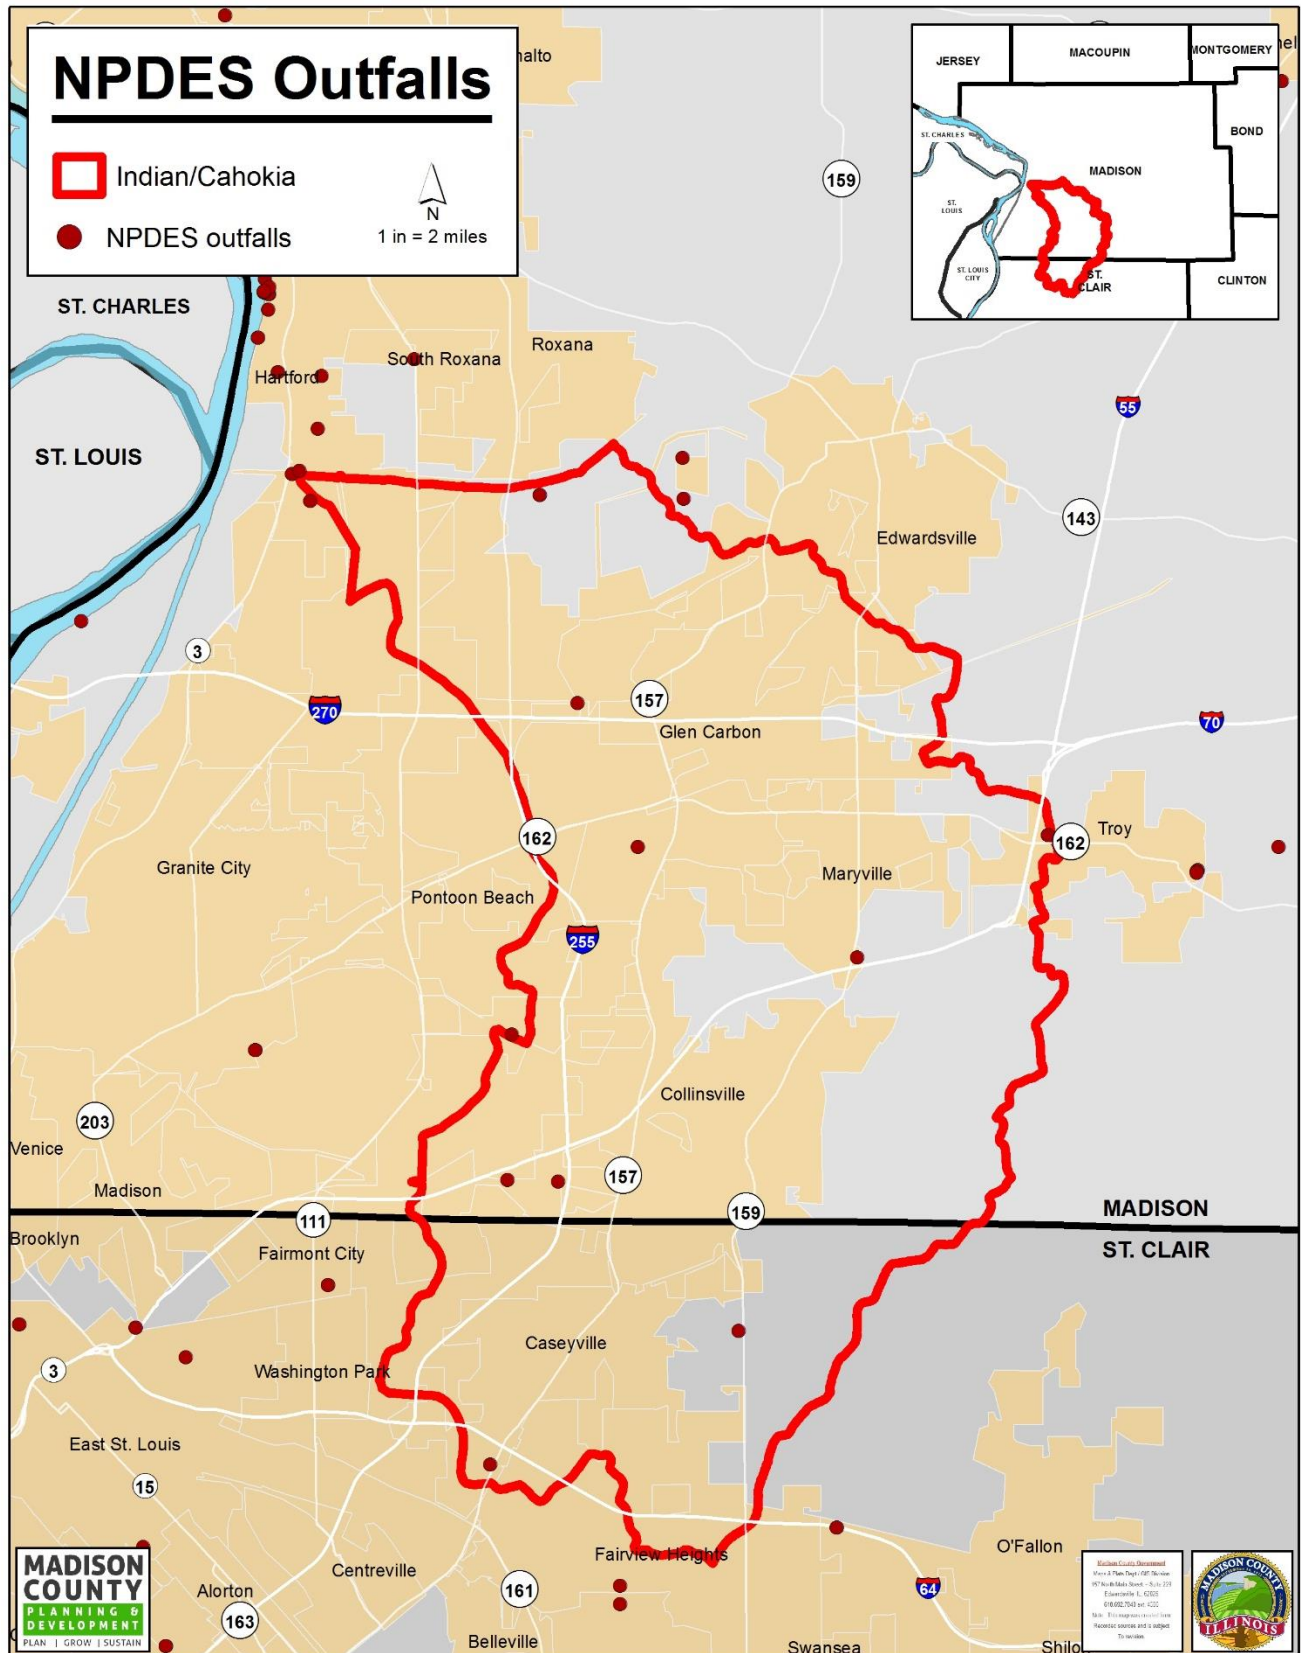 NPDES Outfalls
Indian/Cahokia
NPDES outfalls
N
1 in = 2 miles
JERSEY
MACOUPIN
MONTGOMERY
ST. CHARLES
BOND
MADISON
ST. LOUIS
ST. LOUIS CITY
ST. CLAIR
CLINTON
159
ST. CHARLES
South Roxana
Roxana
Hartford
55
ST. LOUIS
143
Edwardsville
3
270
157
Glen Carbon
70
162
162
Troy
Granite City
Maryville
Pontoon Beach
255
Collinsville
203
Venice
157
Madison
159
MADISON
111
Brooklyn
Fairmont City
ST. CLAIR
Caseyville
3
Washington Park
East St. Louis
15
O'Fallon
Fairview Heights
Centreville
64
161
Alorton
163
Belleville
Swansea
MADISON
COUNTY
PLANNING &
DEVELOPMENT
PLAN | GROW | SUSTAIN
Madison County Government
MADISON COUNTY
ILLINOIS